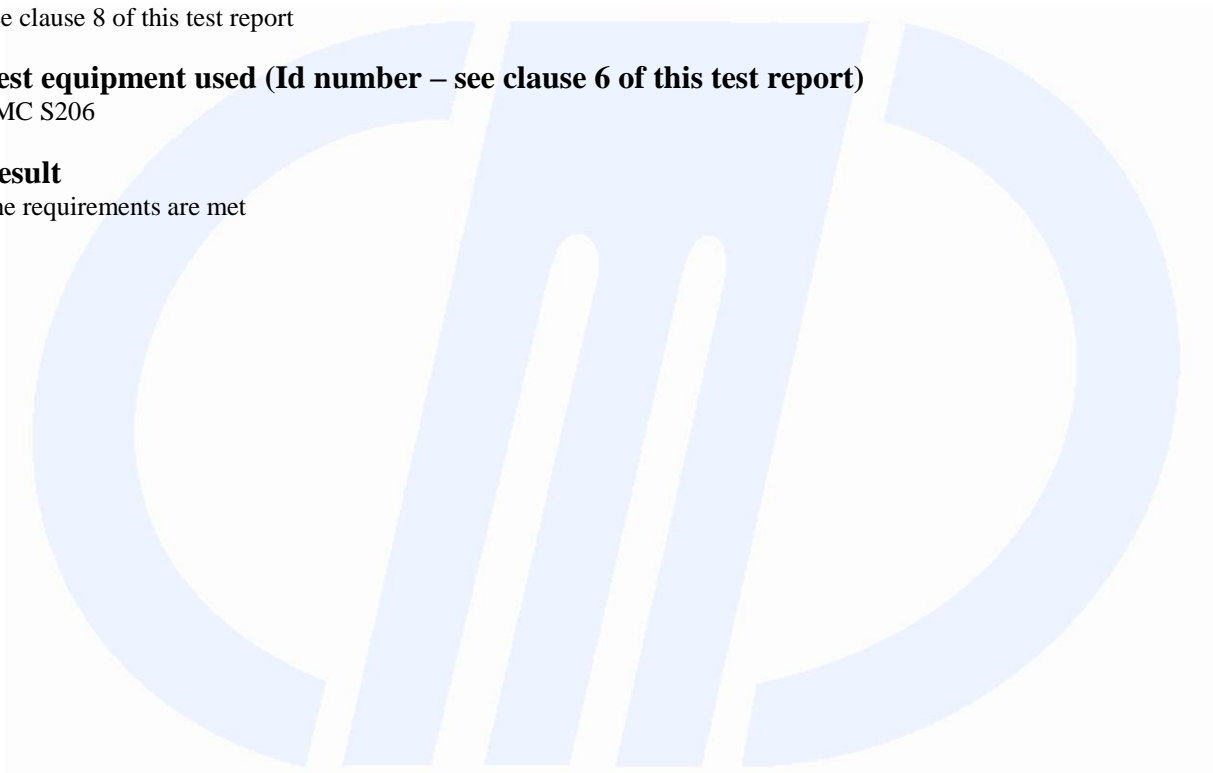 e clause 8 of this test report
est equipment used (Id number – see clause 6 of this test report)
MC S206
esult
he requirements are met